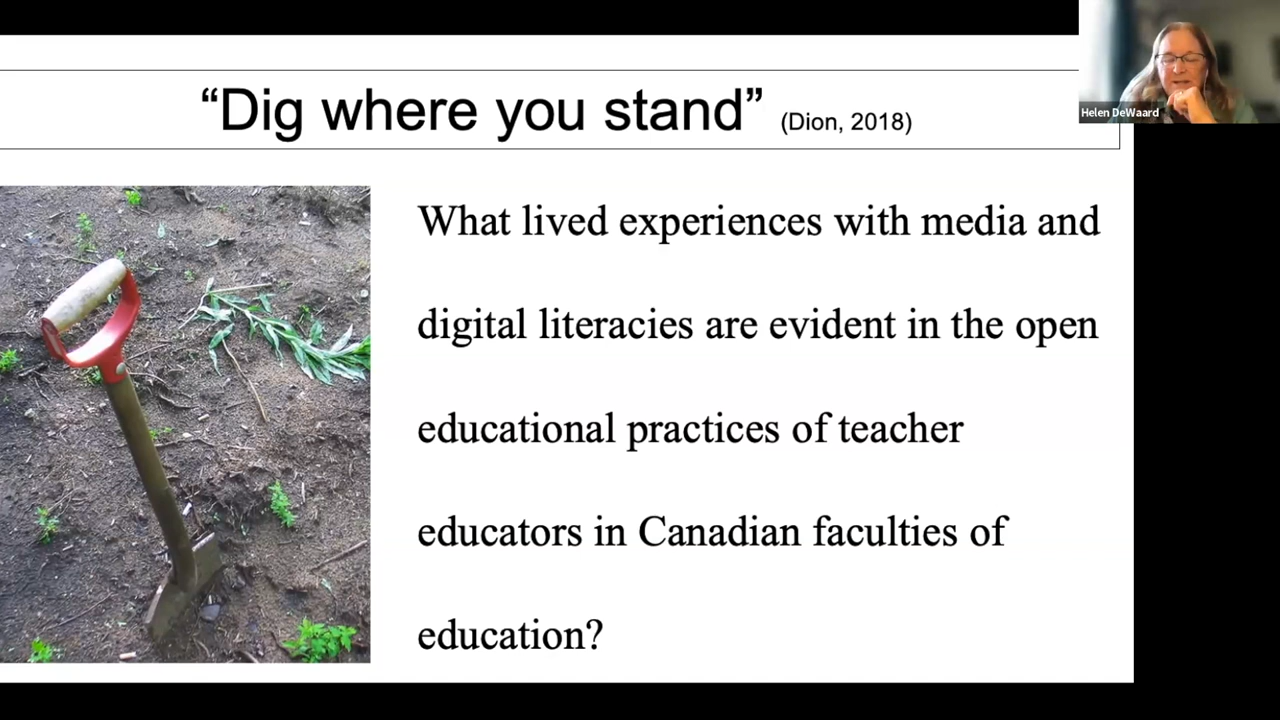 “Dig where you stand” (Dion, 2018)
Helen DeWaard
What lived experiences with media and
digital literacies are evident in the open
educational practices of teacher
educators in Canadian faculties of
education?